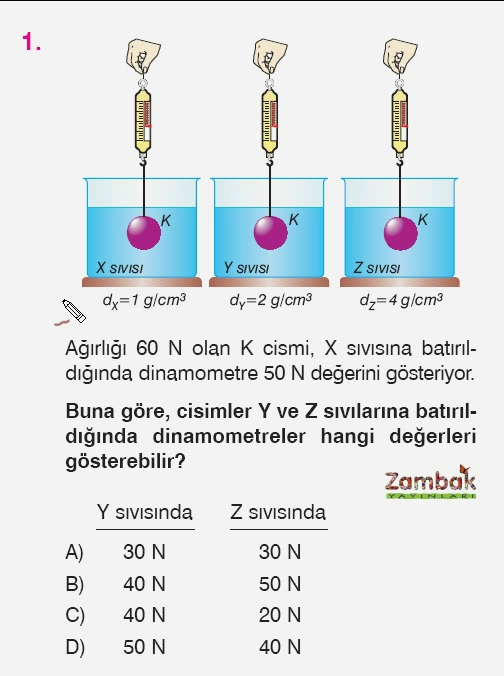 1.
K
K
K
X SIVISI
Y SIVISI
Z SIVISI
dX=1 g/cm³
dY=2 g/cm³
dZ=4 g/cm³
Ağırlığı 60 N olan K cismi, X sıvısına batırıl-
dığında dinamometre 50 N değerini gösteriyor.
Buna göre, cisimler Y ve Z sıvılarına batırıl-
dığında dinamometreler hangi değerleri
gösterebilir?
Zambak
YAYINLARI
Y sıvısında Z sıvısında
A) 30 N 30 N
B) 40 N 50 N
C) 40 N 20 N
D) 50 N 40 N